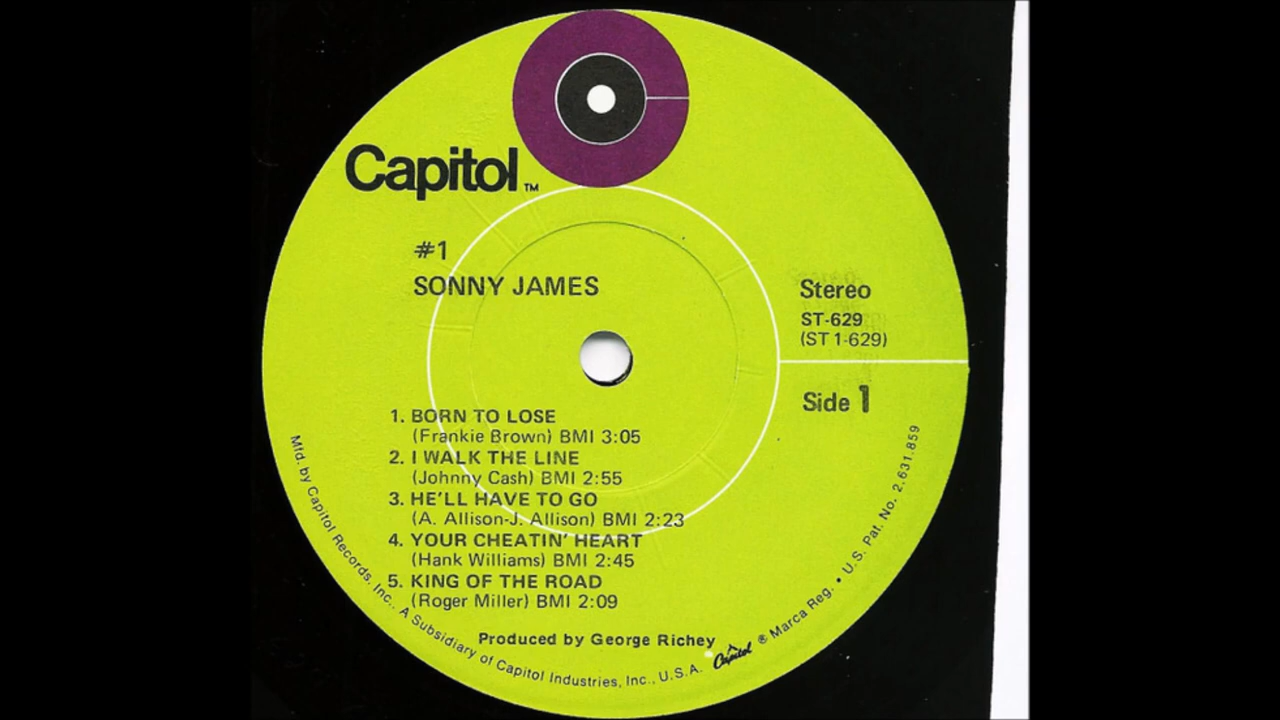 Capitol™
#1
SONNY JAMES
Stereo
ST-629
(ST 1-629)
Side 1
1. BORN TO LOSE
(Frankie Brown) BMI 3:05
2. I WALK THE LINE
(Johnny Cash) BMI 2:55
3. HE'LL HAVE TO GO
(A. Allison-J. Allison) BMI 2:23
4. YOUR CHEATIN' HEART
(Hank Williams) BMI 2:45
5. KING OF THE ROAD
(Roger Miller) BMI 2:09
Produced by George Richey
Mfd. by Capitol Records, Inc., A Subsidiary of Capitol Industries, Inc., U.S.A. Capitol ® Marca Reg. • U.S. Pat. No. 2,631,859